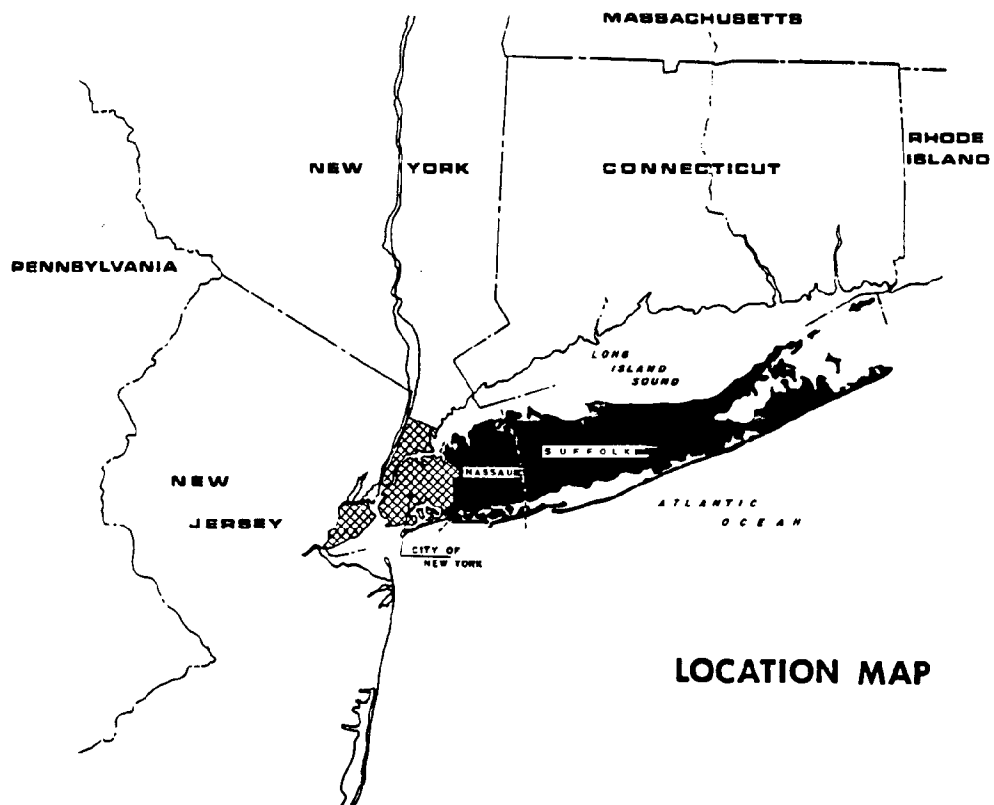 MASSACHUSETTS
NEW YORK
CONNECTICUT
RHODE
ISLAND
PENNSYLVANIA
LONG
ISLAND
SOUND
SUFFOLK
NASSAU
NEW
JERSEY
ATLANTIC
OCEAN
CITY OF
NEW YORK
LOCATION MAP